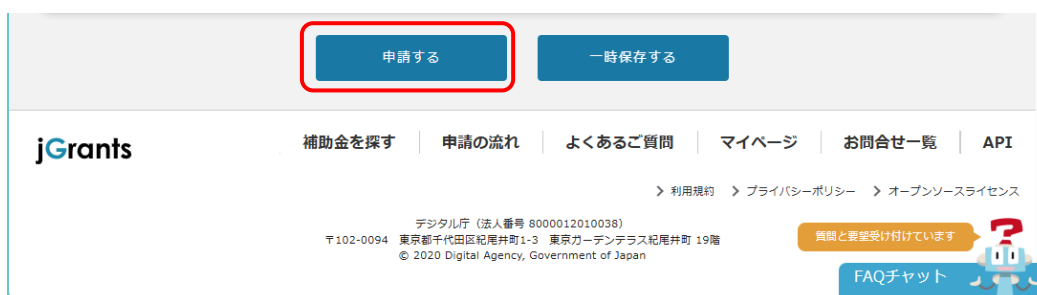 申請する 一時保存する
jGrants 補助金を探す 申請の流れ よくあるご質問 マイページ お問合せ一覧 API
利用規約 プライバシーポリシー オープンソースライセンス
デジタル庁（法人番号 8000012010038）
〒102-0094 東京都千代田区紀尾井町1-3 東京ガーデンテラス紀尾井町 19階
© 2020 Digital Agency, Government of Japan
質問と要望受け付けています
FAQチャット